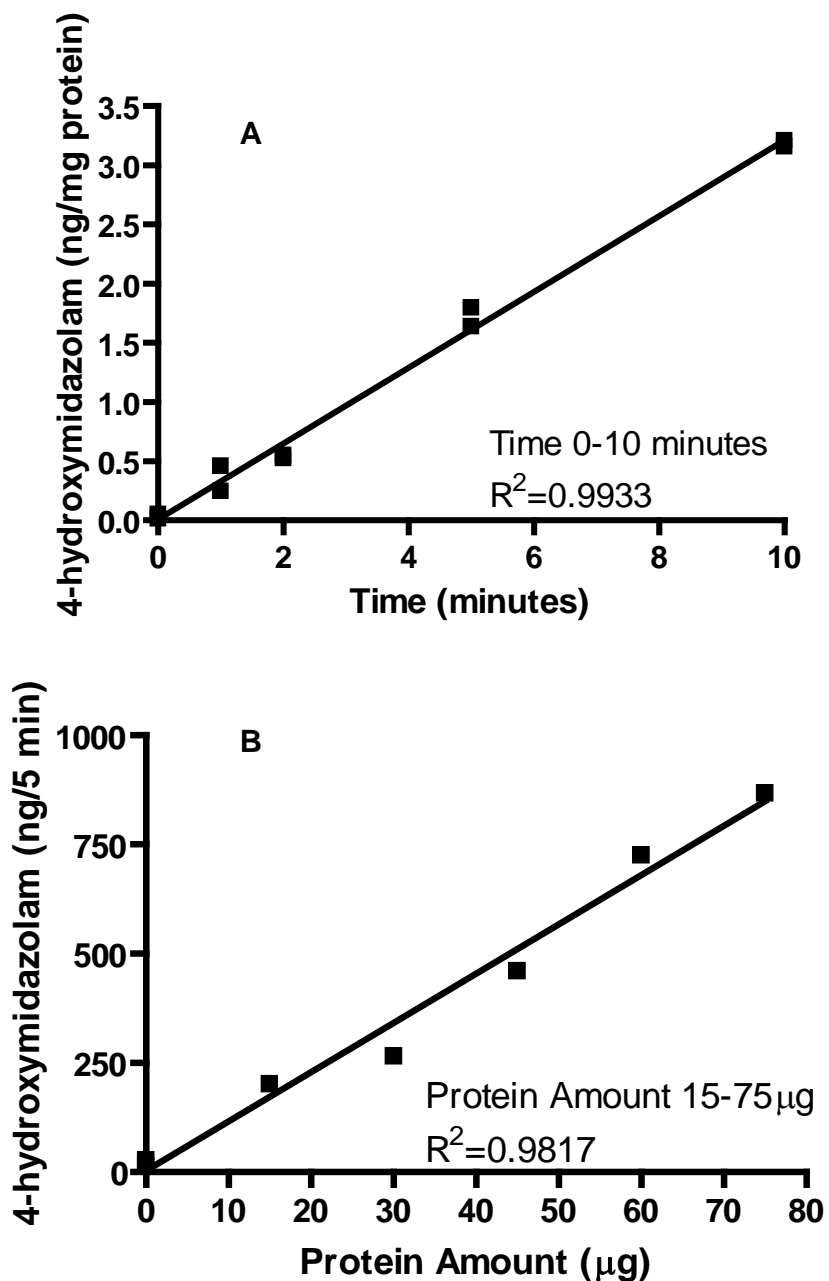 4-hydroxymidazolam (ng/mg protein)
A
3.5
3.0
2.5
2.0
1.5
1.0
0.5
0.0
Time 0-10 minutes
R²=0.9933
0 2 4 6 8 10
Time (minutes)
4-hydroxymidazolam (ng/5 min)
B
1000
750
500
250
0
Protein Amount 15-75μg
R²=0.9817
0 10 20 30 40 50 60 70 80
Protein Amount (μg)